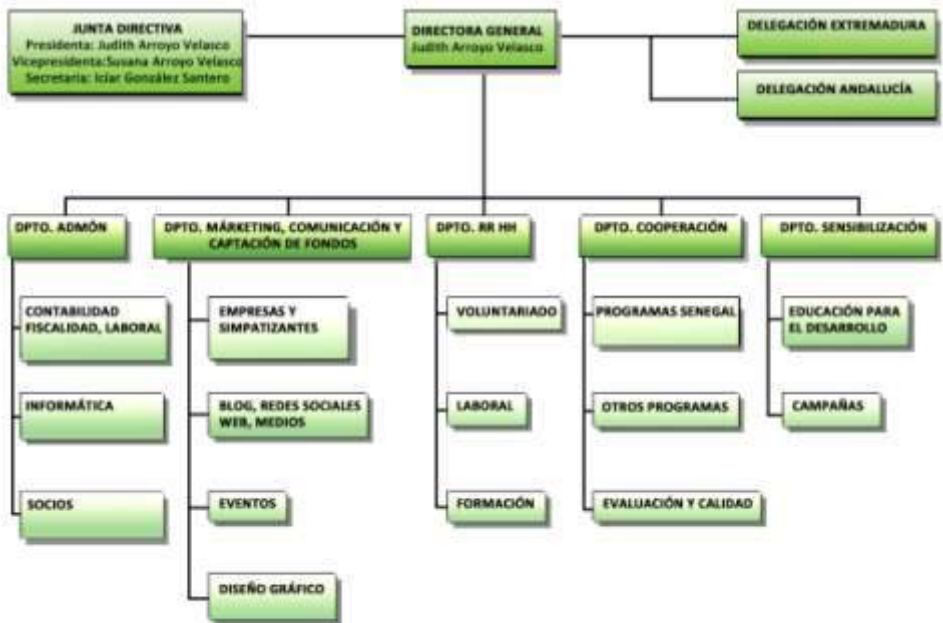 JUNTA DIRECTIVA
Presidenta: Judith Arroyo Velasco
Vicepresidenta:Susana Arroyo Velasco
Secretaria: Iciar González Santero
DIRECTORA GENERAL
Judith Arroyo Velasco
DELEGACIÓN EXTREMADURA
DELEGACIÓN ANDALUCÍA
DPTO. ADMÓN
CONTABILIDAD
FISCALIDAD, LABORAL
INFORMÁTICA
SOCIOS
DPTO. MÁRKETING, COMUNICACIÓN Y
CAPTACIÓN DE FONDOS
EMPRESAS Y
SIMPATIZANTES
BLOG, REDES SOCIALES
WEB, MEDIOS
EVENTOS
DISEÑO GRÁFICO
DPTO. RR HH
VOLUNTARIADO
LABORAL
FORMACIÓN
DPTO. COOPERACIÓN
PROGRAMAS SENEGAL
OTROS PROGRAMAS
EVALUACIÓN Y CALIDAD
DPTO. SENSIBILIZACIÓN
EDUCACIÓN PARA
EL DESARROLLO
CAMPAÑAS